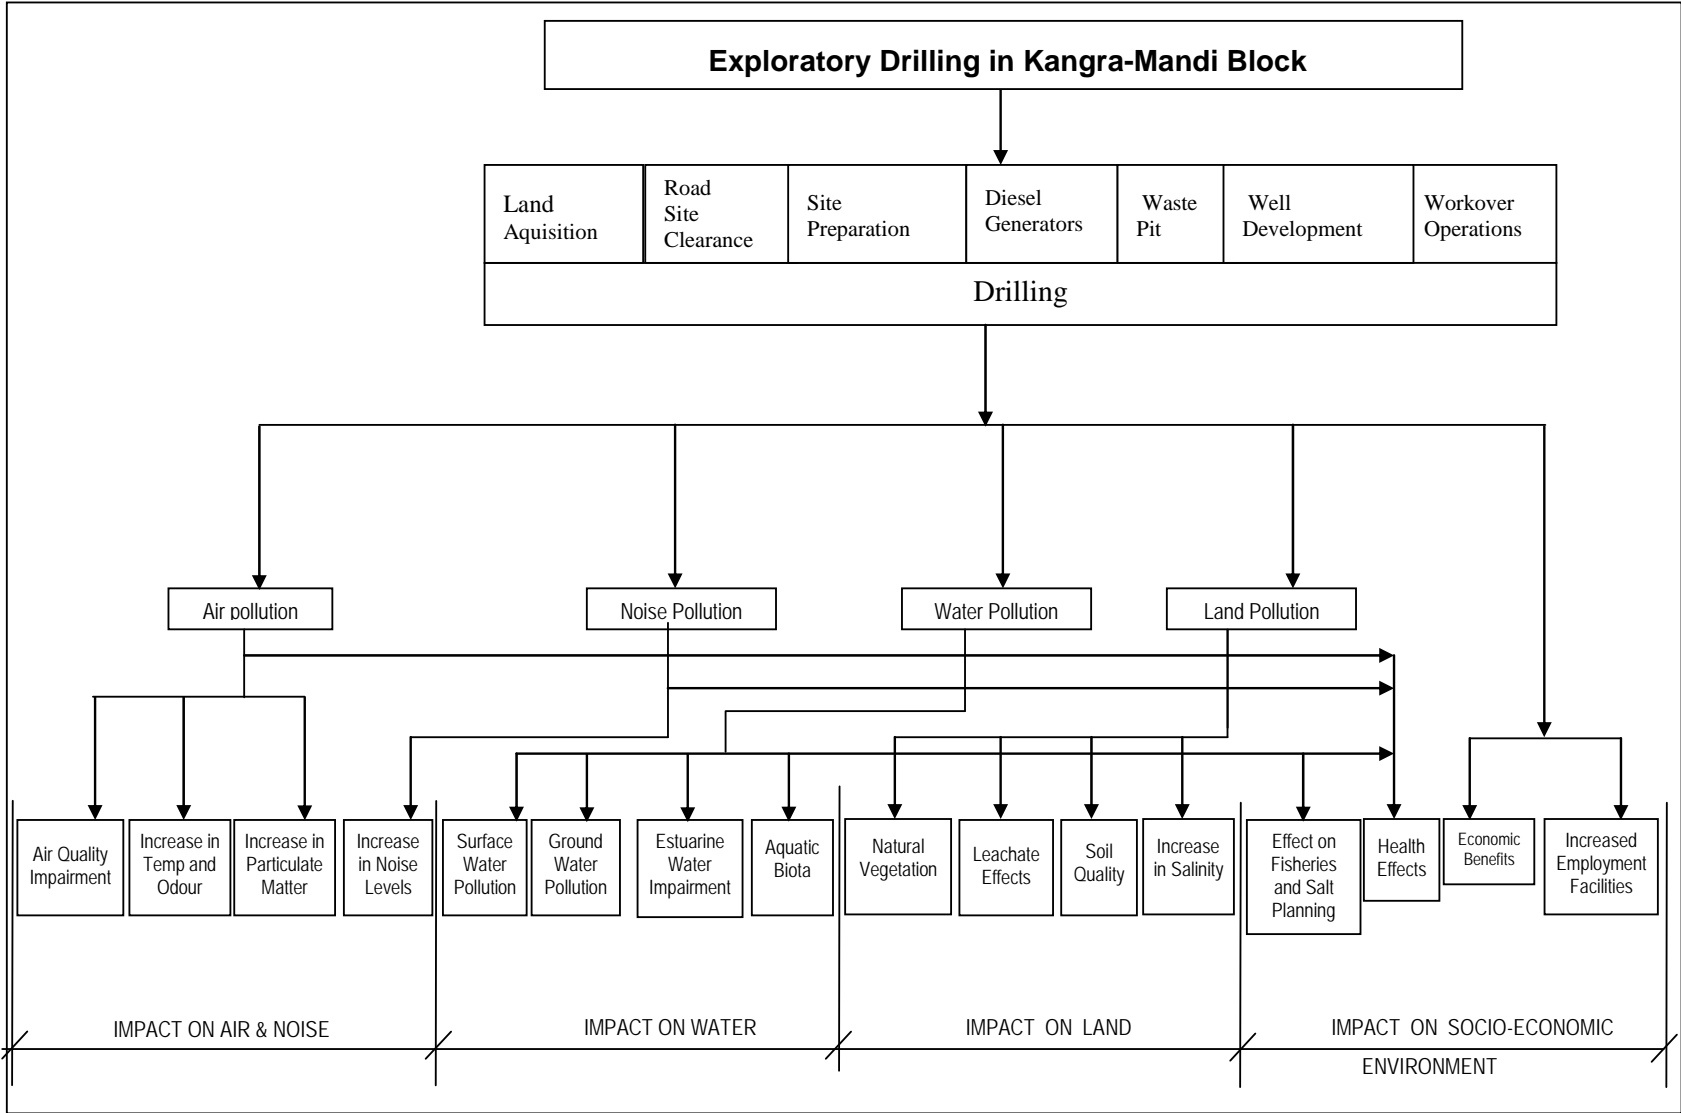 Exploratory Drilling in Kangra-Mandi Block
Land
Aquisition
Road
Site
Clearance
Site
Preparation
Diesel
Generators
Waste
Pit
Well
Development
Workover
Operations
Drilling
Air pollution
Noise Pollution
Water Pollution
Land Pollution
Air Quality
Impairment
Increase in
Temp and
Odour
Increase in
Particulate
Matter
Increase
in Noise
Levels
Surface
Water
Pollution
Ground
Water
Pollution
Estuarine
Water
Impairment
Aquatic
Biota
Natural
Vegetation
Leachate
Effects
Soil
Quality
Increase
in Salinity
Effect on
Fisheries
and Salt
Planning
Health
Effects
Economic
Benefits
Increased
Employment
Facilities
IMPACT ON AIR & NOISE
IMPACT ON WATER
IMPACT ON LAND
IMPACT ON SOCIO-ECONOMIC
ENVIRONMENT